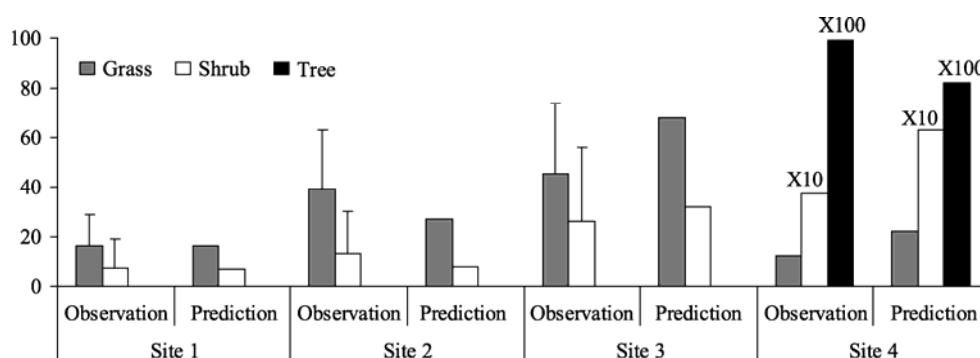 X100
100
Grass Shrub Tree
X100
80
X10
60
X10
40
20
0
Observation Prediction Observation Prediction Observation Prediction Observation Prediction
Site 1 Site 2 Site 3 Site 4